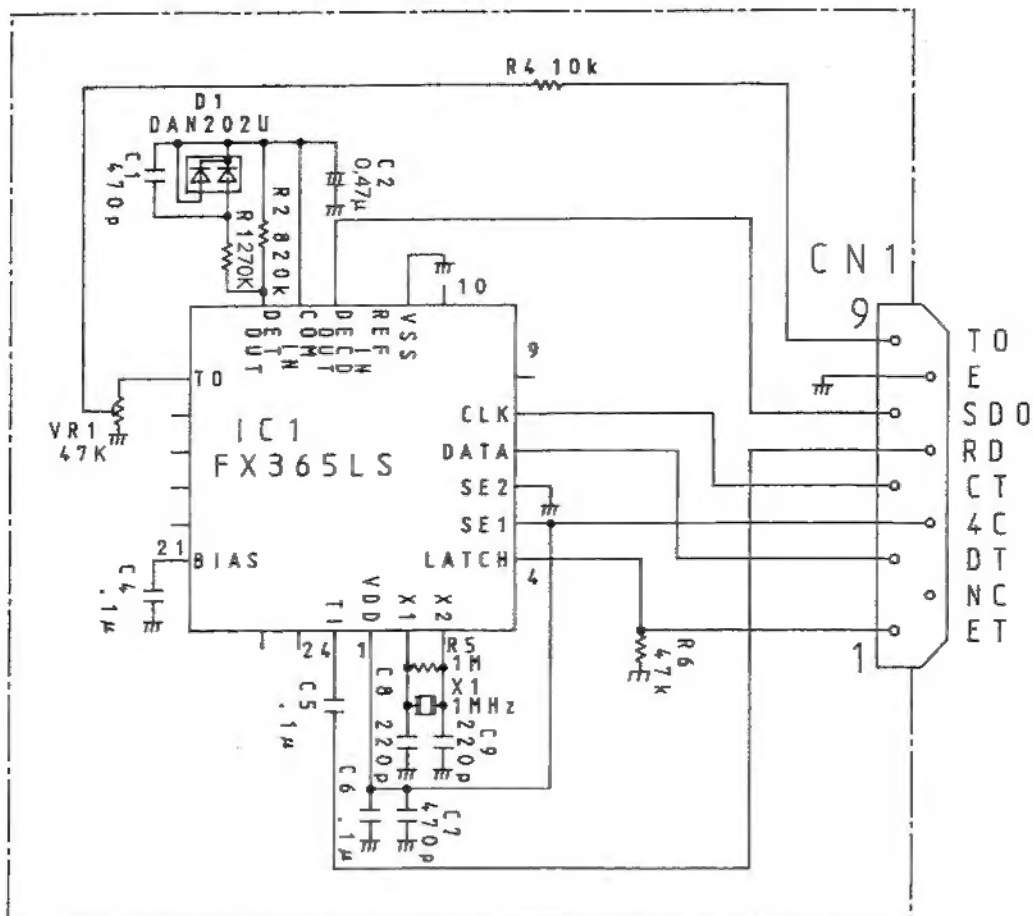 R4 10k
D1
DAN202U
C1
470p
R1 270K
R2 820K
C2
0.47μ
CN1
9
TO
E
SDO
RD
CT
4C
DT
NC
ET
1
10
DET OUT
DET IN
COM
DECD OUT
REF IN
VSS
9
TO
CLK
IC1
FX365LS
DATA
SE2
SE1
21
BIAS
LATCH
4
VR1
47K
C4
.1μ
TI
VDD
X1
X2
24
1
R5
1M
X1
1MHz
R6
47k
C5
.1μ
C8
220p
C9
220p
C6
.1μ
C7
470p